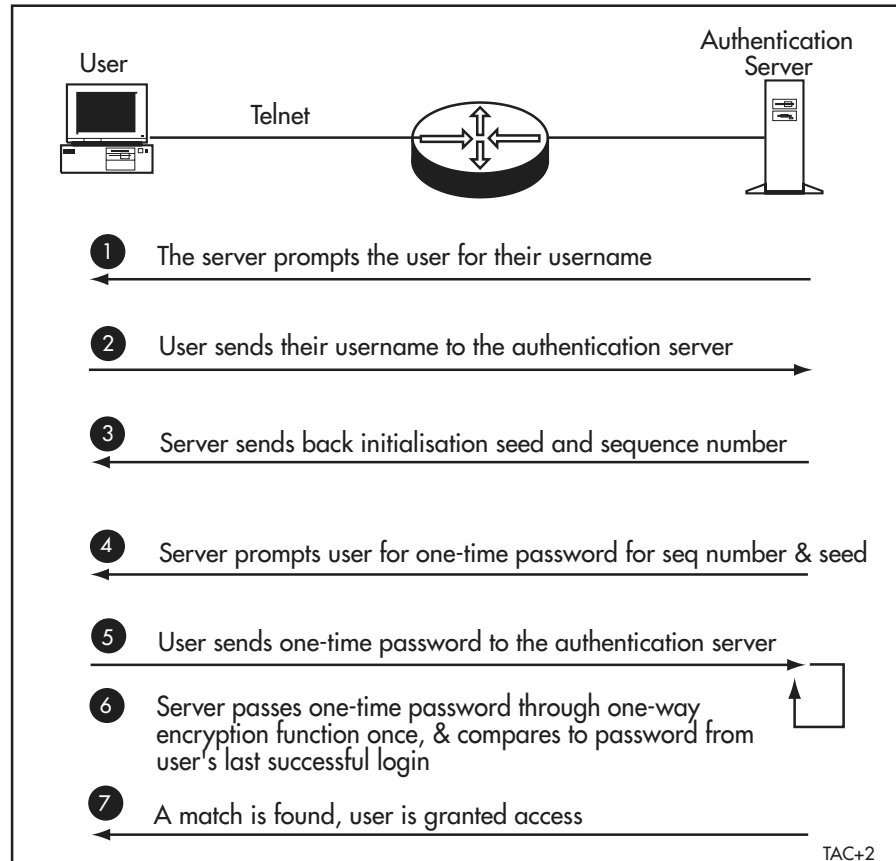 User
Authentication
Server
Telnet
1 The server prompts the user for their username
2 User sends their username to the authentication server
3 Server sends back initialisation seed and sequence number
4 Server prompts user for one-time password for seq number & seed
5 User sends one-time password to the authentication server
6 Server passes one-time password through one-way
encryption function once, & compares to password from
user's last successful login
7 A match is found, user is granted access
TAC+2